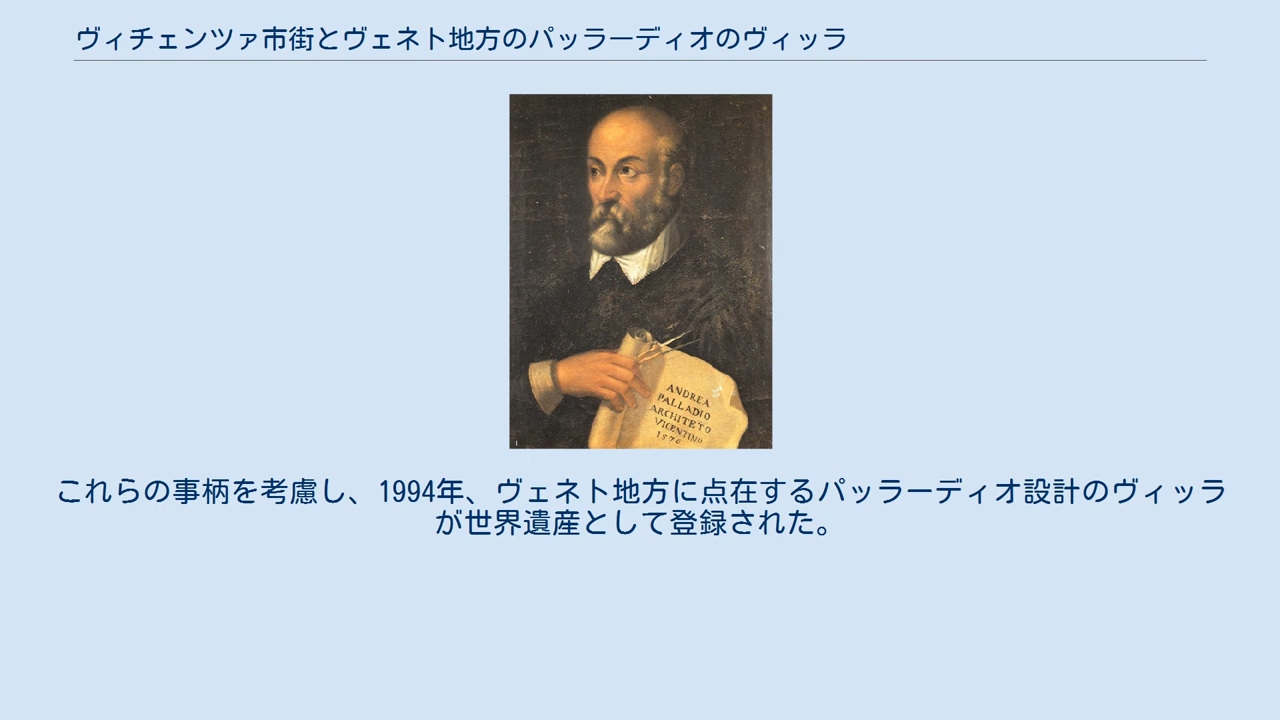 ヴィチェンツァ市街とヴェネト地方のパッラーディオのヴィッラ
ANDREA
PALLADIO
ARCHITETO
VICENTINO
1576
これらの事柄を考慮し、1994年、ヴェネト地方に点在するパッラーディオ設計のヴィッラ
が世界遺産として登録された。